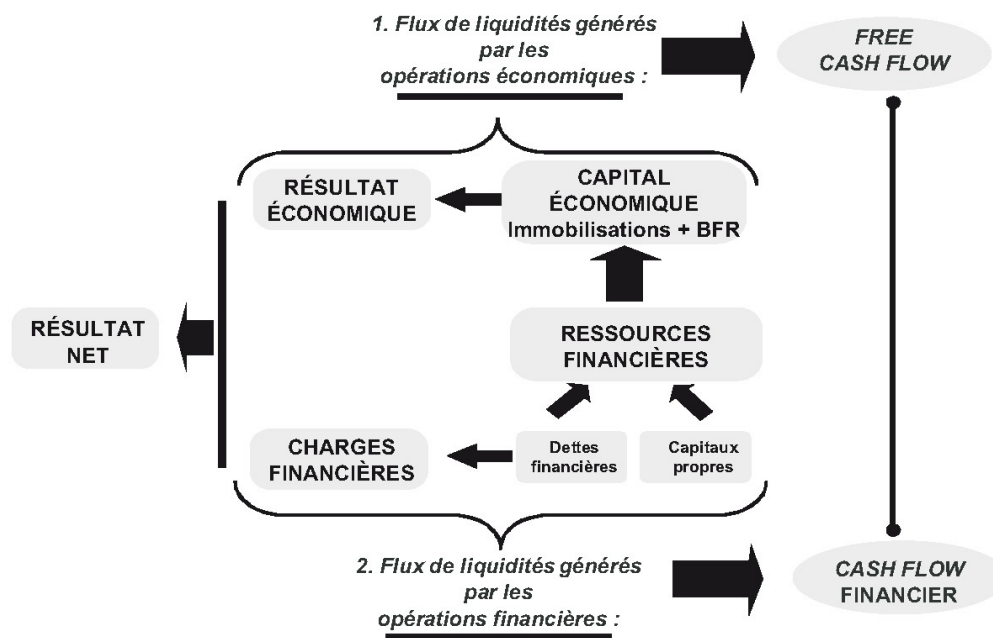 1. Flux de liquidités générés
par les
opérations économiques :
FREE
CASH FLOW
RÉSULTAT
ÉCONOMIQUE
CAPITAL
ÉCONOMIQUE
Immobilisations + BFR
RÉSULTAT
NET
RESSOURCES
FINANCIÈRES
CHARGES
FINANCIÈRES
Dettes
financières
Capitaux
propres
2. Flux de liquidités générés
par les
opérations financières :
CASH FLOW
FINANCIER